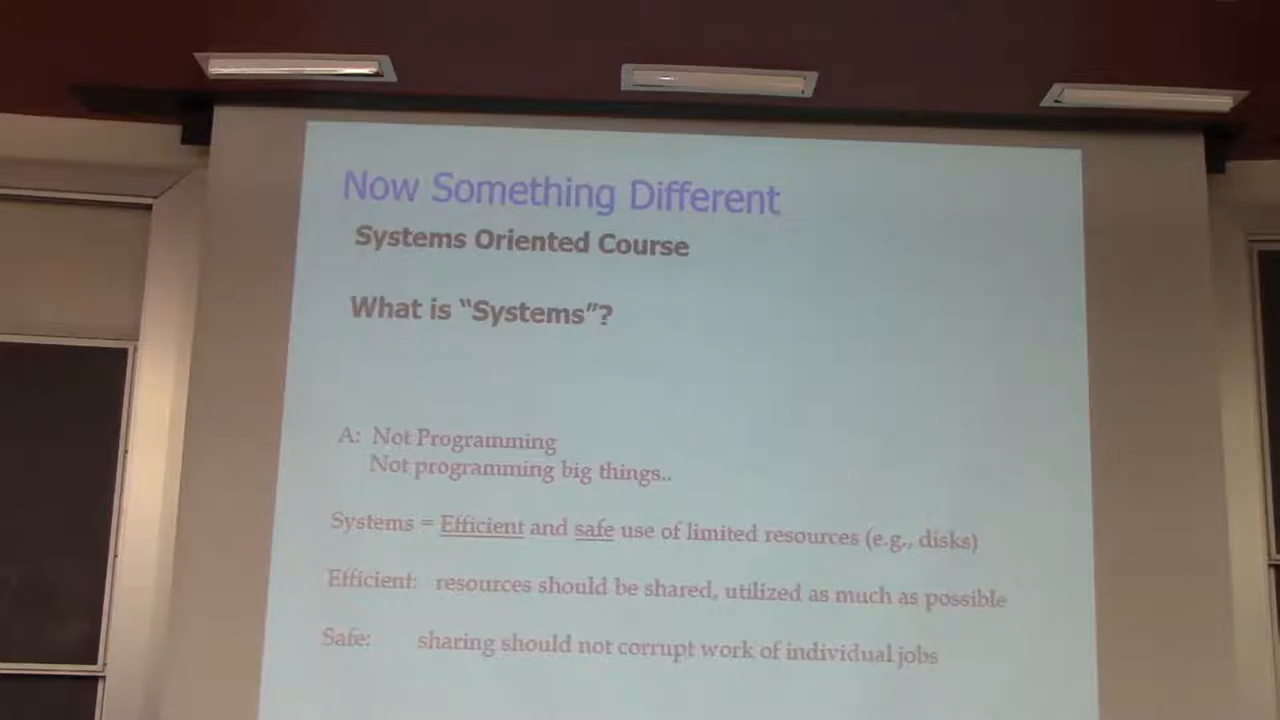 Now Something Different
Systems Oriented Course
What is “Systems”?
A: Not Programming
Not programming big things..
Systems = Efficient and safe use of limited resources (e.g., disks)
Efficient: resources should be shared, utilized as much as possible
Safe: sharing should not corrupt work of individual jobs